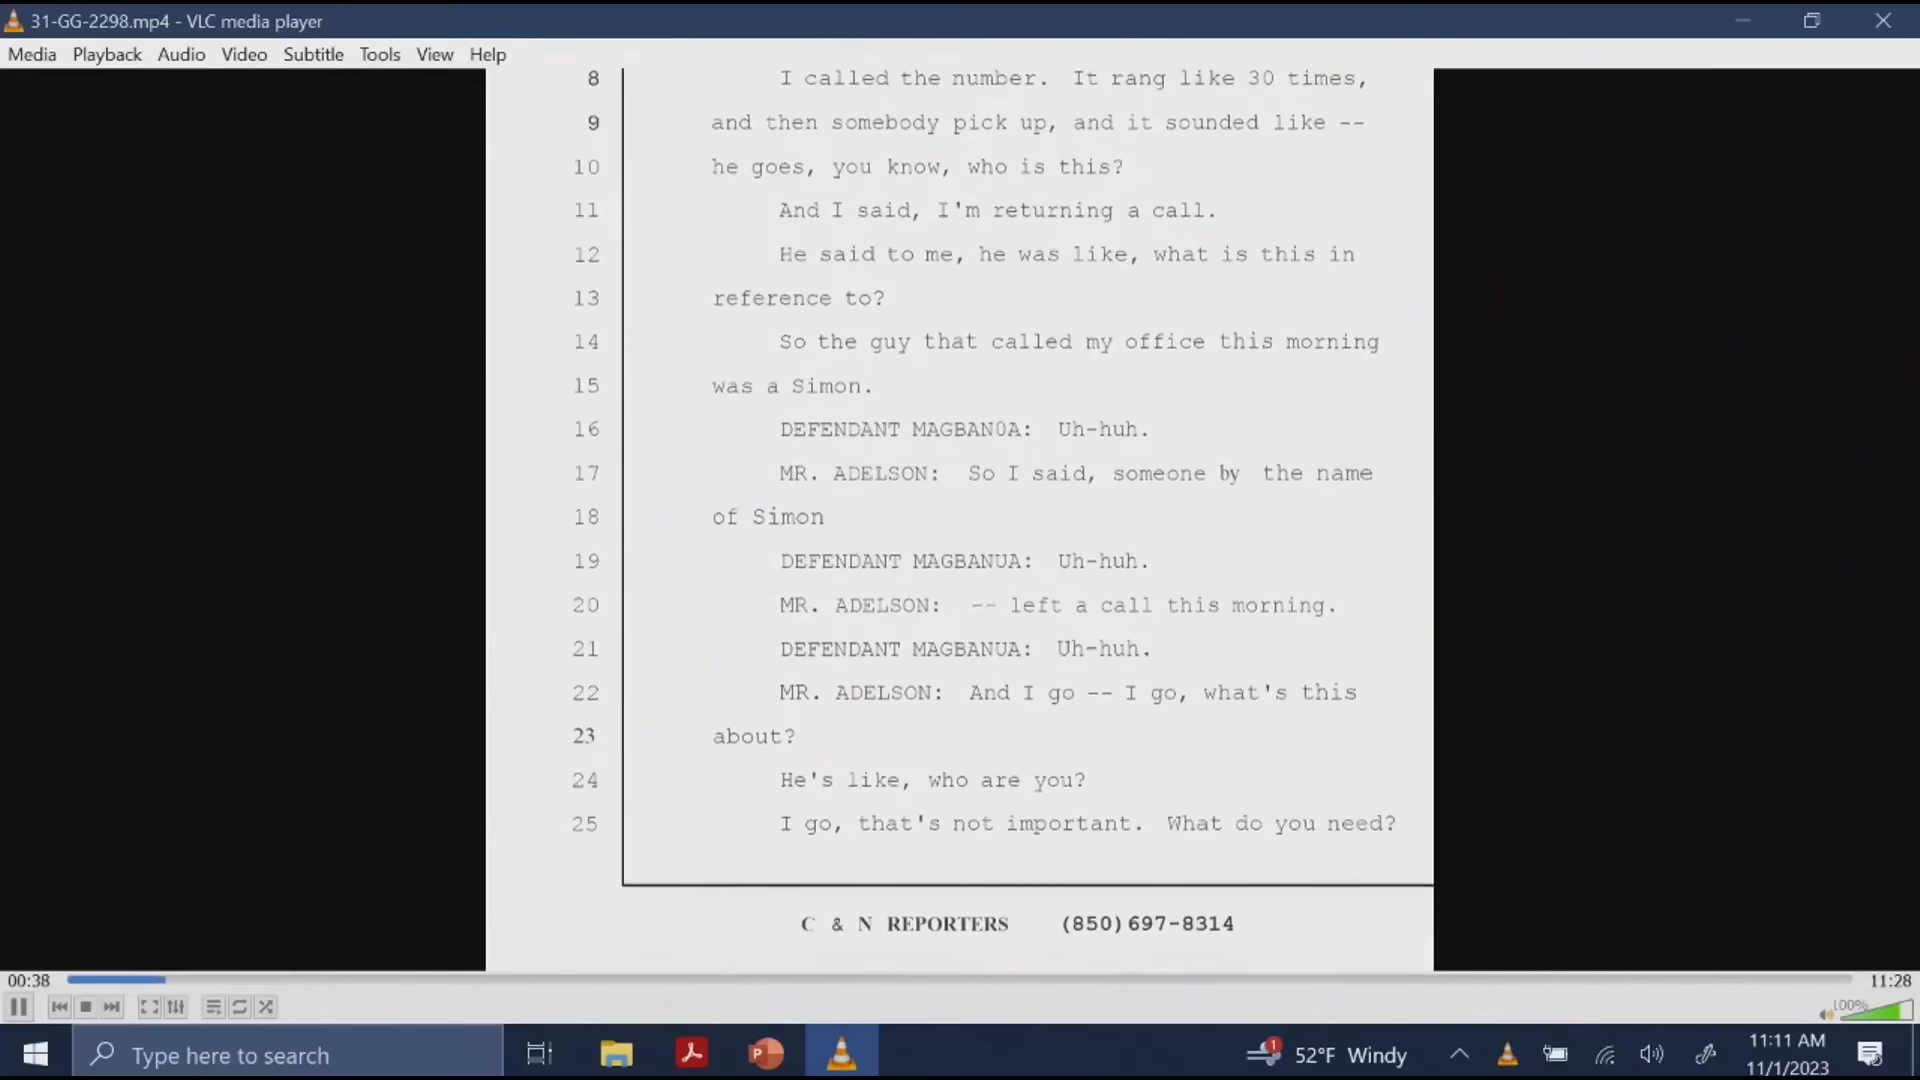 31-GG-2298.mp4 - VLC media player
Media Playback Audio Video Subtitle Tools View Help
8 I called the number. It rang like 30 times,
9 and then somebody pick up, and it sounded like --
10 he goes, you know, who is this?
11 And I said, I'm returning a call.
12 He said to me, he was like, what is this in
13 reference to?
14 So the guy that called my office this morning
15 was a Simon.
16 DEFENDANT MAGBAN0A: Uh-huh.
17 MR. ADELSON: So I said, someone by the name
18 of Simon
19 DEFENDANT MAGBANUA: Uh-huh.
20 MR. ADELSON: -- left a call this morning.
21 DEFENDANT MAGBANUA: Uh-huh.
22 MR. ADELSON: And I go -- I go, what's this
23 about?
24 He's like, who are you?
25 I go, that's not important. What do you need?
C & N REPORTERS (850)697-8314
00:38 11:28
100%
Type here to search P 1 52°F Windy 11:11 AM
11/1/2023